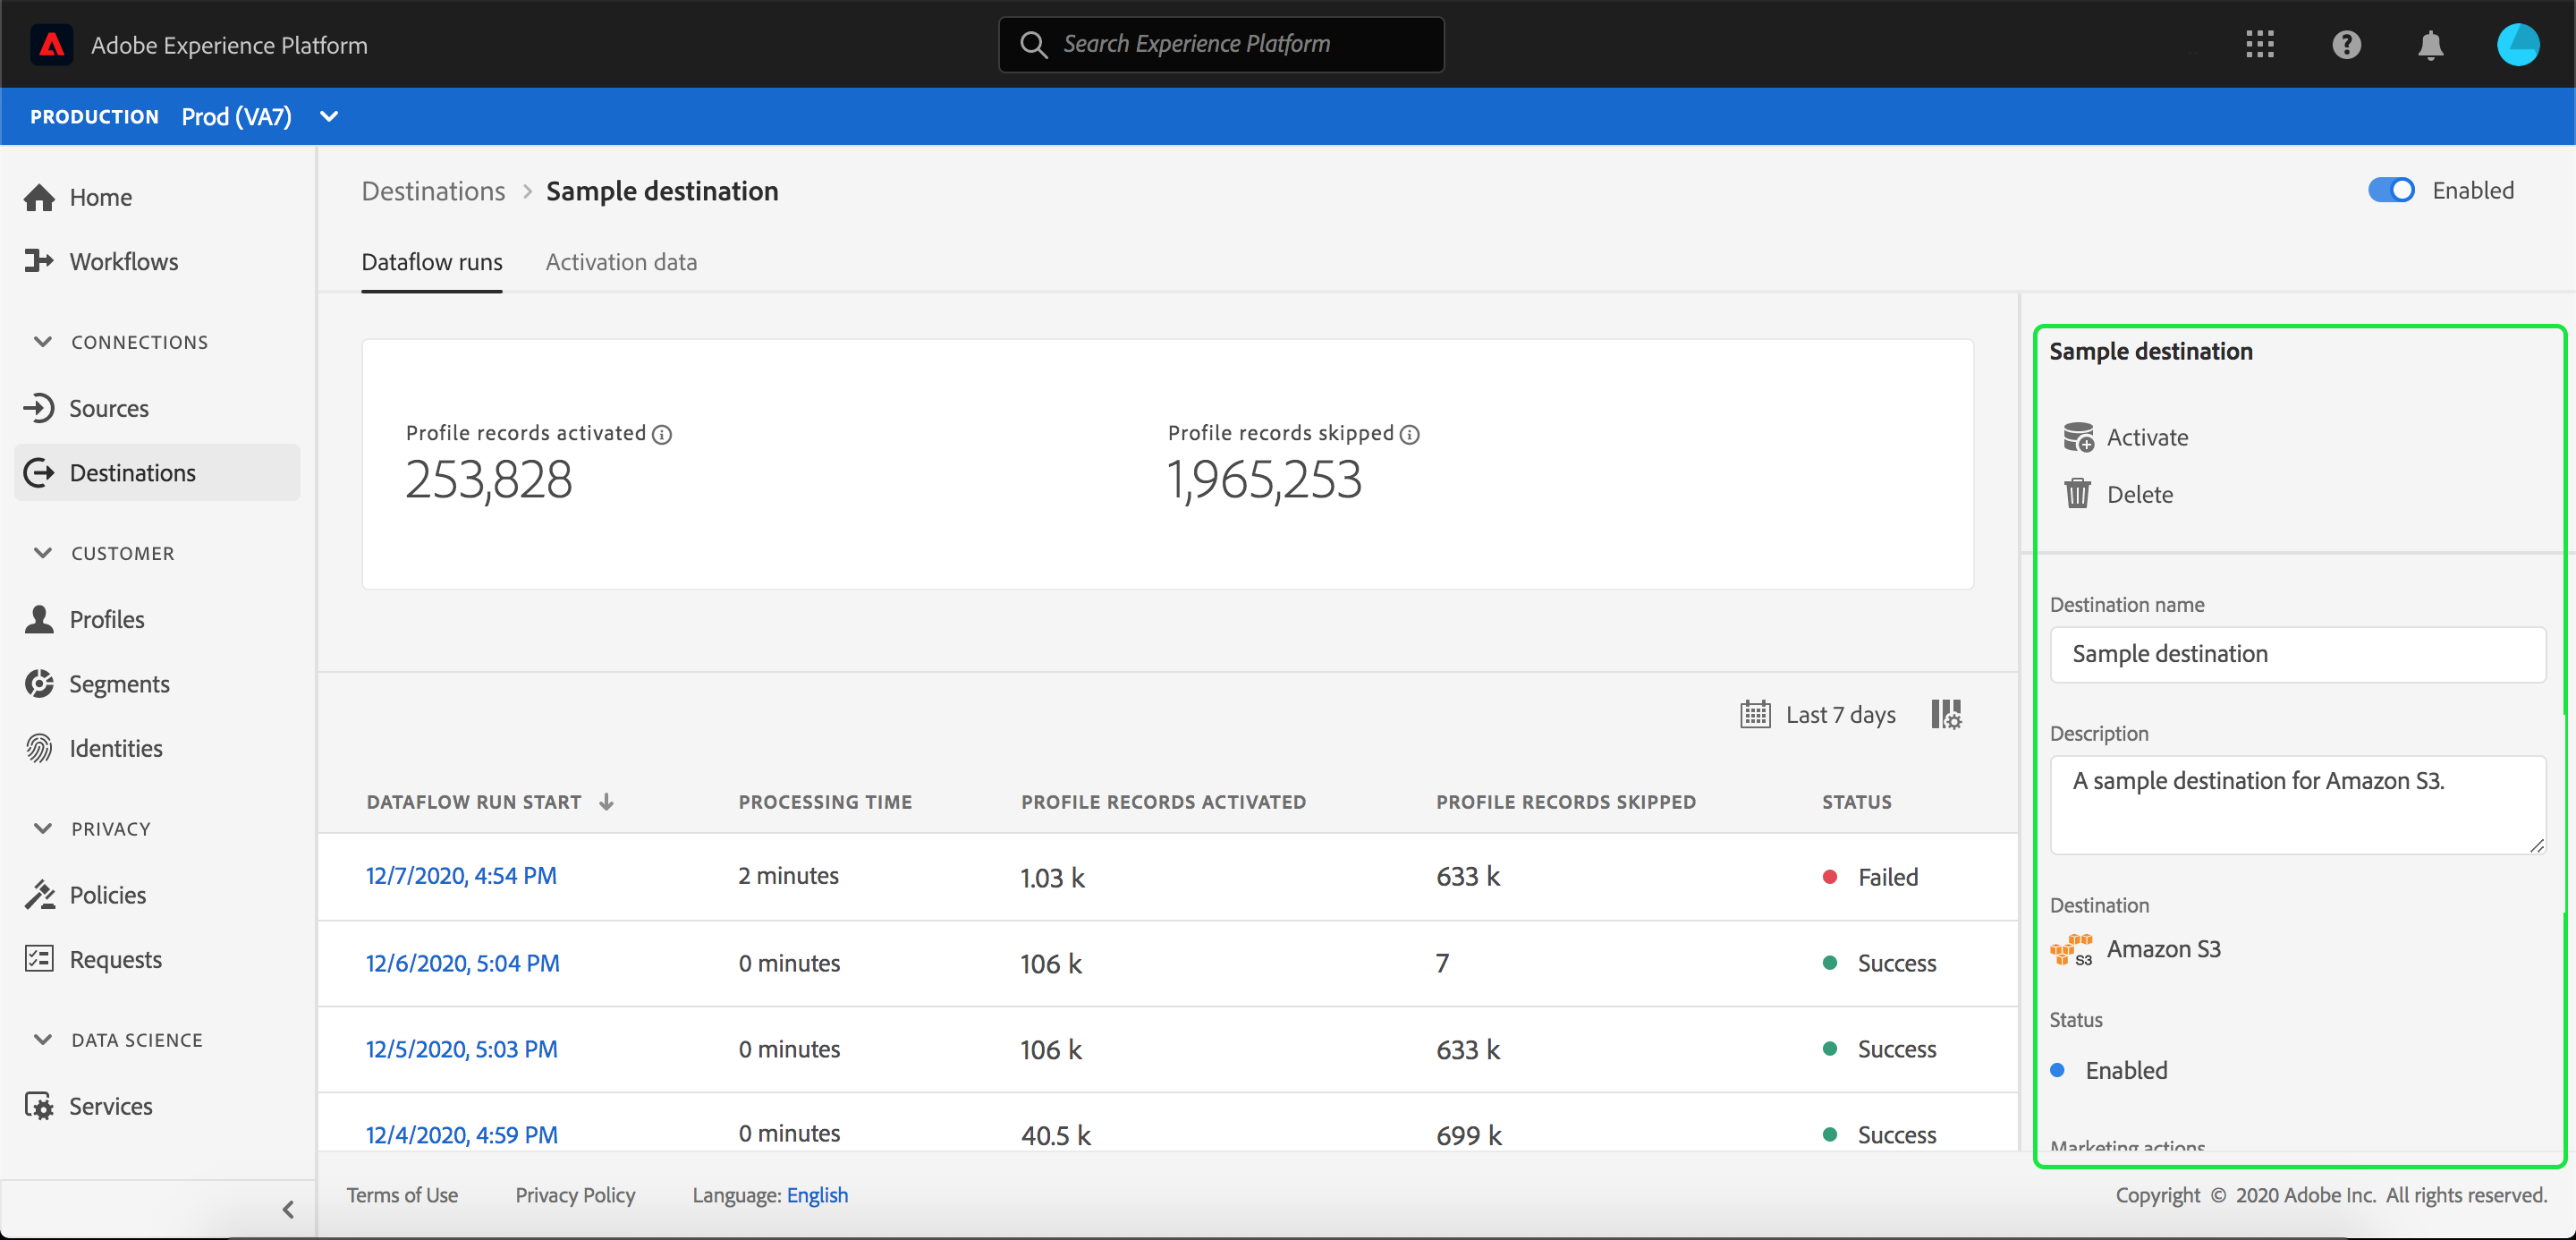 Adobe Experience Platform
Search Experience Platform
PRODUCTION Prod (VA7)
Home
Workflows
CONNECTIONS
Sources
Destinations
CUSTOMER
Profiles
Segments
Identities
PRIVACY
Policies
Requests
DATA SCIENCE
Services
Destinations > Sample destination
Enabled
Dataflow runs Activation data
Profile records activated
253,828
Profile records skipped
1,965,253
Last 7 days
DATAFLOW RUN START PROCESSING TIME PROFILE RECORDS ACTIVATED PROFILE RECORDS SKIPPED STATUS
12/7/2020, 4:54 PM 2 minutes 1.03 k 633 k Failed
12/6/2020, 5:04 PM 0 minutes 106 k 7 Success
12/5/2020, 5:03 PM 0 minutes 106 k 633 k Success
12/4/2020, 4:59 PM 0 minutes 40.5 k 699 k Success
Sample destination
Activate
Delete
Destination name
Sample destination
Description
A sample destination for Amazon S3.
Destination
S3 Amazon S3
Status
Enabled
Marketing actions
Terms of Use Privacy Policy Language: English
Copyright © 2020 Adobe Inc. All rights reserved.